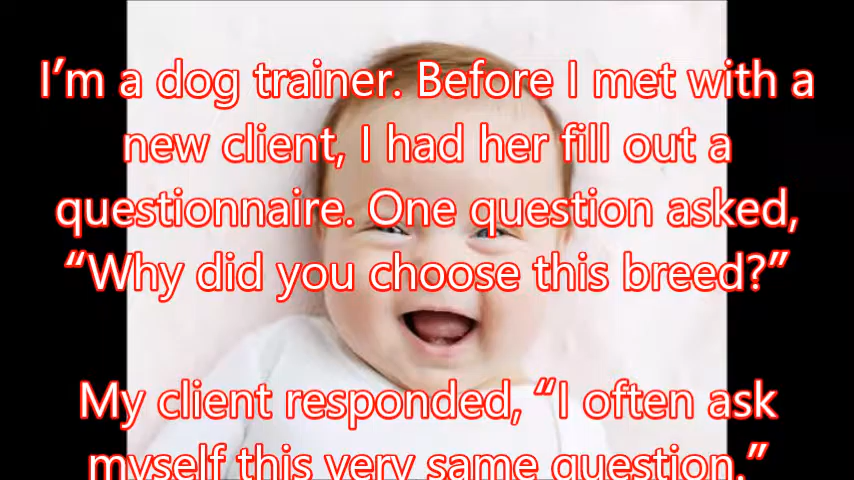 I’m a dog trainer. Before I met with a
new client, I had her fill out a
questionnaire. One question asked,
“Why did you choose this breed?”
My client responded, “I often ask
myself this very same question.”